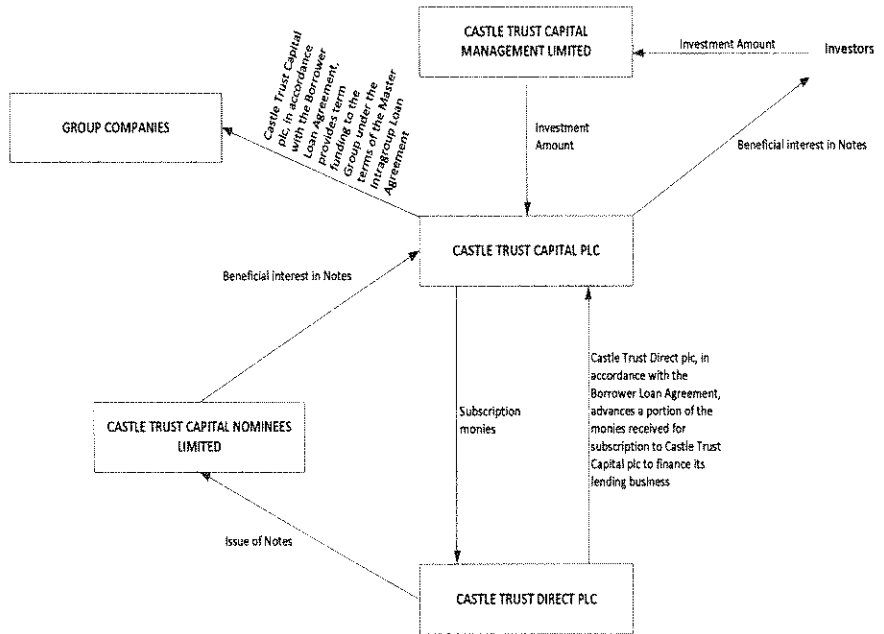 CASTLE TRUST CAPITAL
MANAGEMENT LIMITED
Investment Amount
Investors
GROUP COMPANIES
Castle Trust Capital
plc, in accordance
with the Borrower
Loan Agreement,
provides term
funding to the
Group under the
terms of the Master
Intragroup Loan
Agreement
Investment
Amount
Beneficial interest in Notes
CASTLE TRUST CAPITAL PLC
Beneficial interest in Notes
Castle Trust Direct plc, in
accordance with the
Borrower Loan Agreement,
advances a portion of the
monies received for
subscription to Castle Trust
Capital plc to finance its
lending business
Subscription
monies
CASTLE TRUST CAPITAL NOMINEES
LIMITED
Issue of Notes
CASTLE TRUST DIRECT PLC